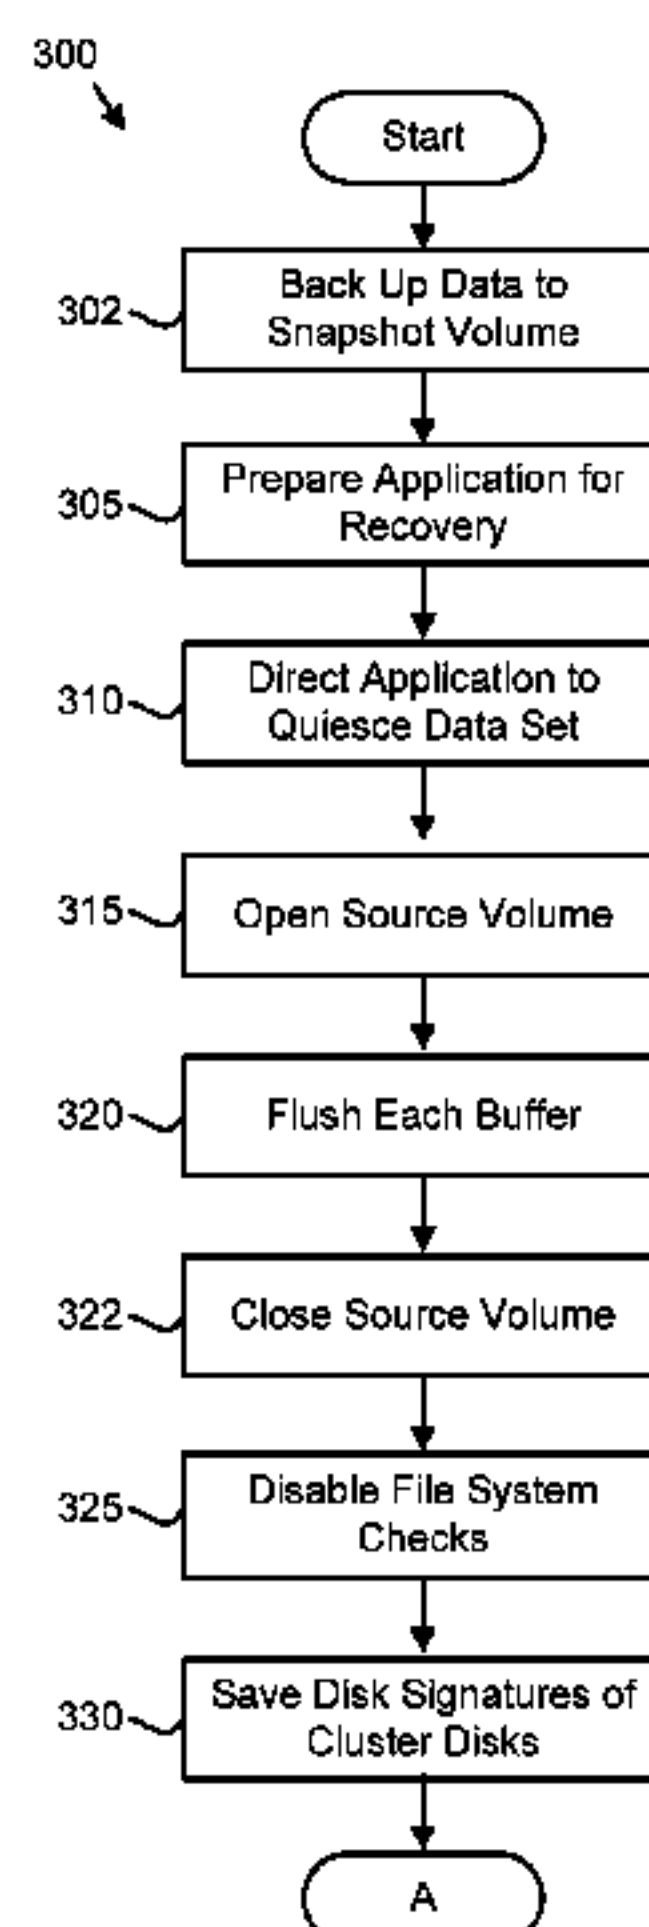 300
Start
302
Back Up Data to
Snapshot Volume
305
Prepare Application for
Recovery
310
Direct Application to
Quiesce Data Set
315
Open Source Volume
320
Flush Each Buffer
322
Close Source Volume
325
Disable File System
Checks
330
Save Disk Signatures of
Cluster Disks
A